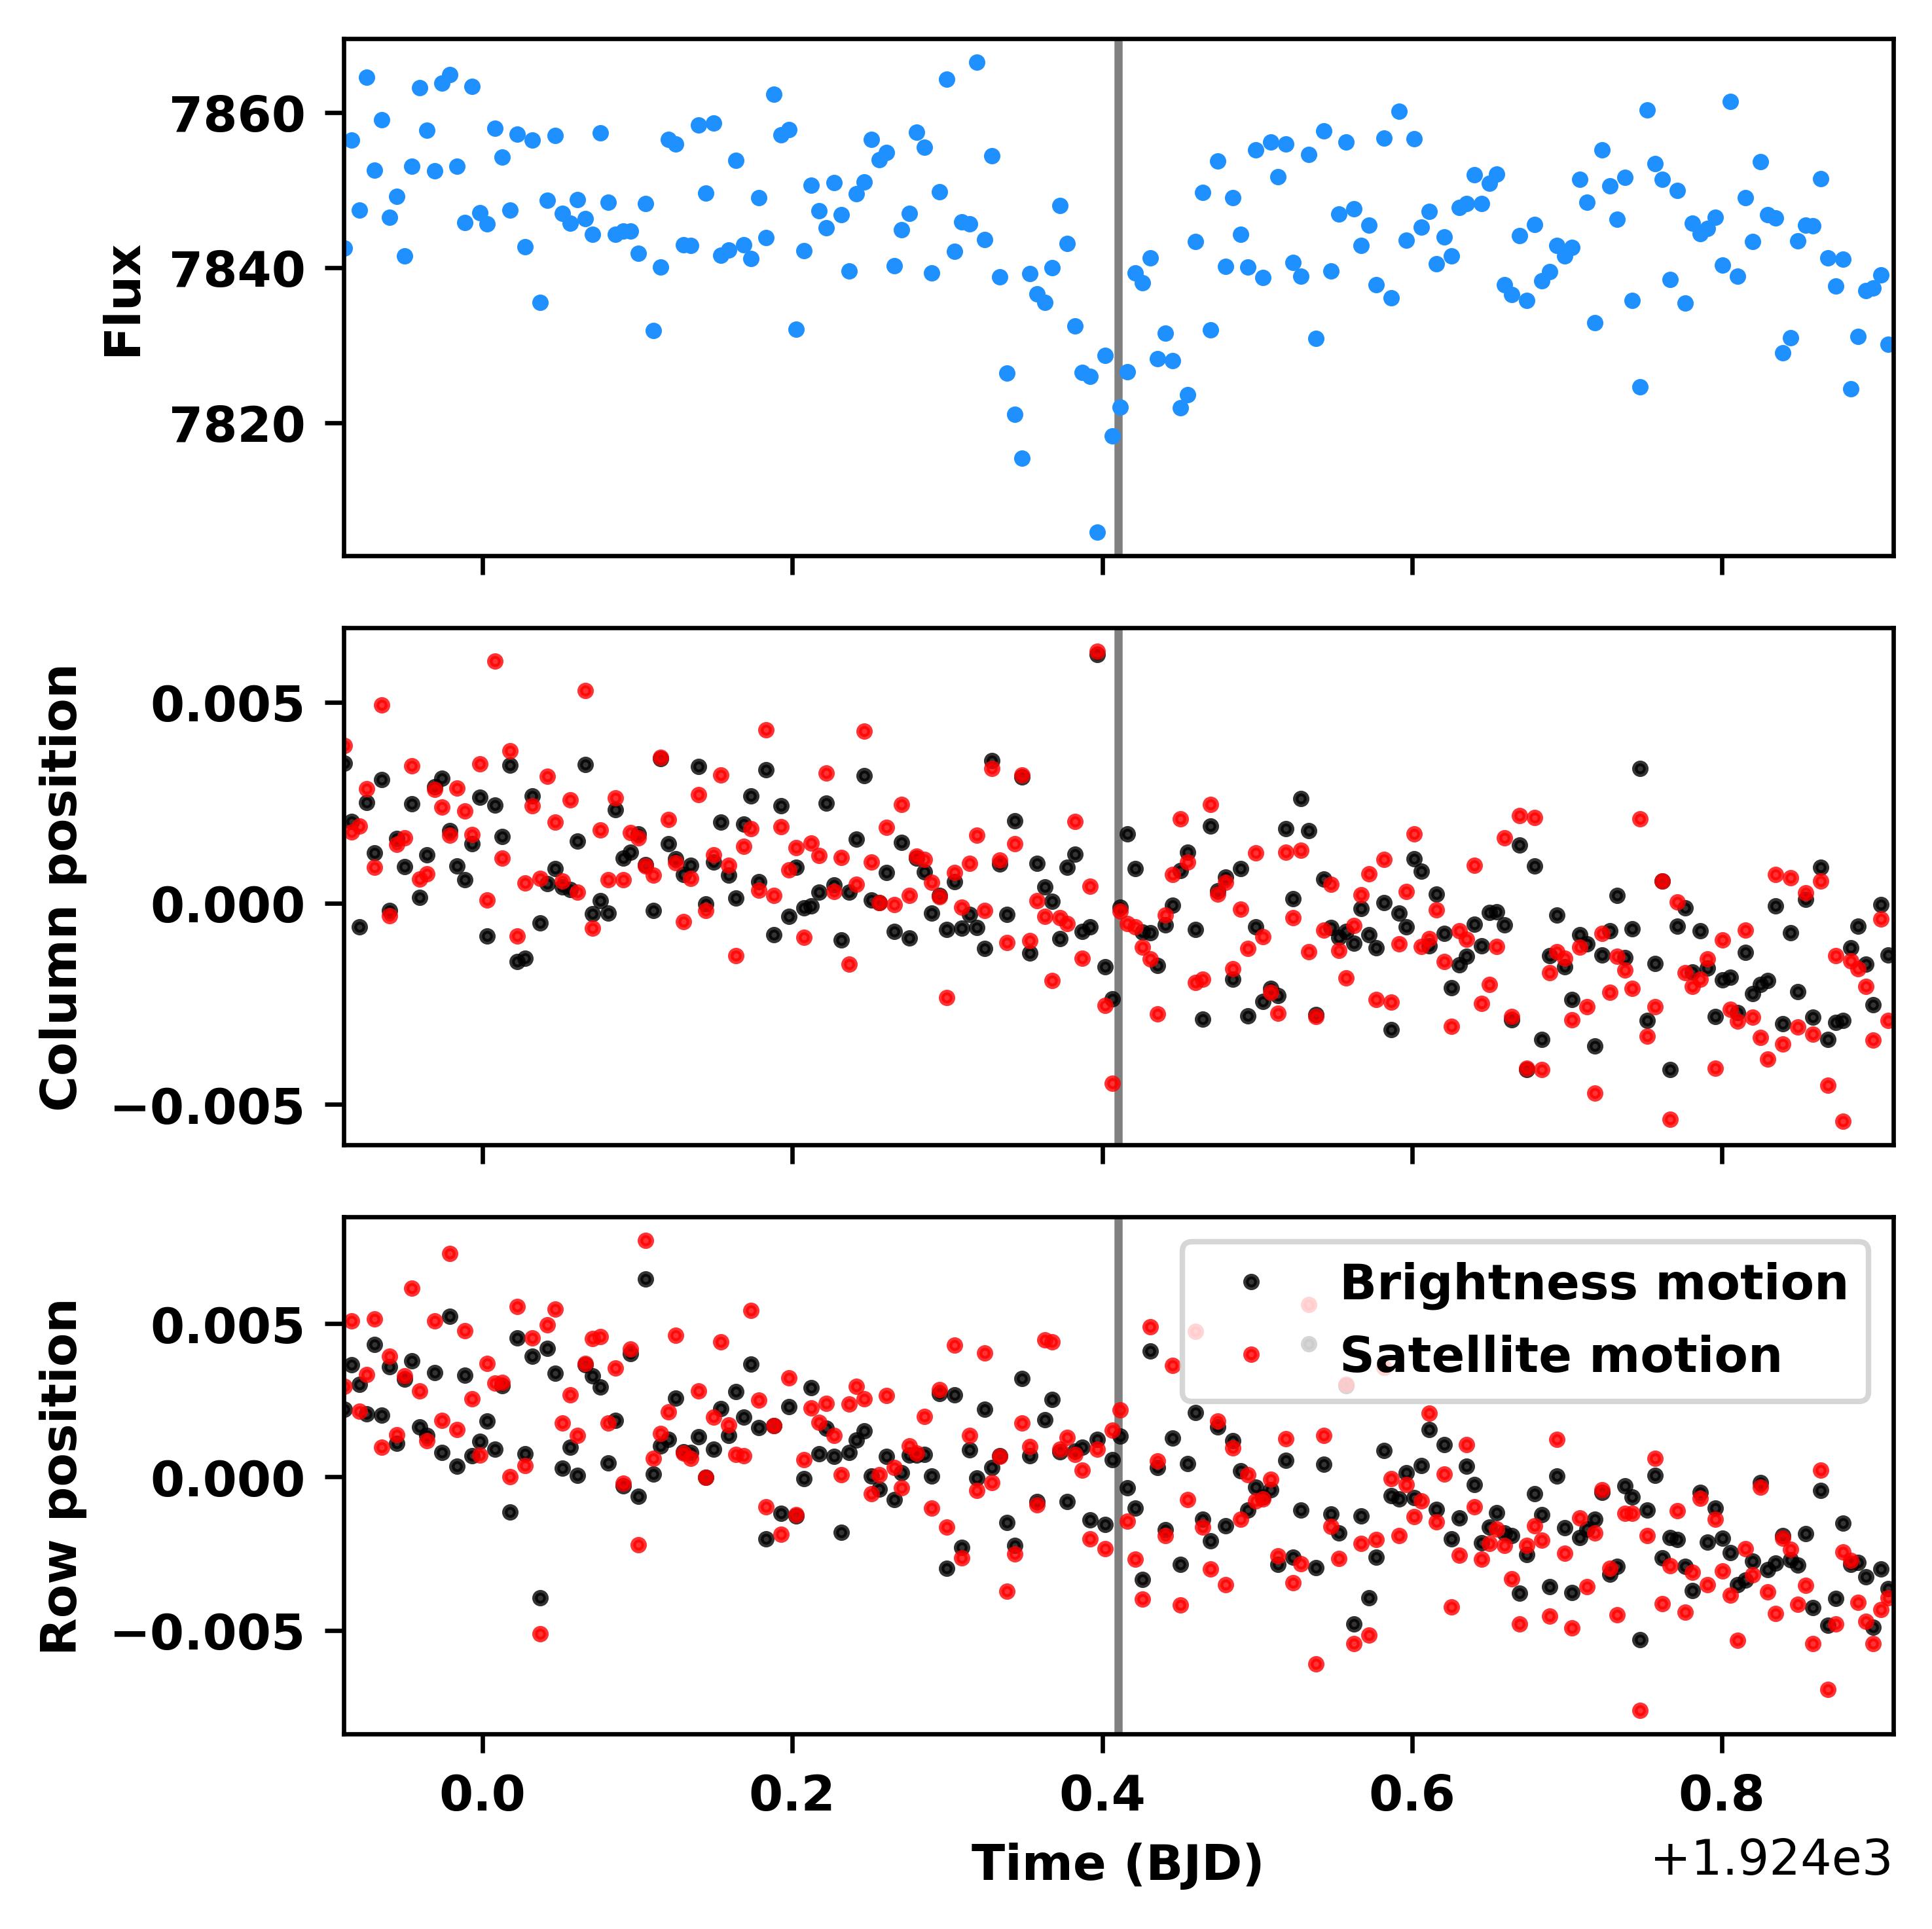 Flux
7860
7840
7820
Column position
0.005
0.000
−0.005
Row position
0.005
0.000
−0.005
Brightness motion
Satellite motion
0.0 0.2 0.4 0.6 0.8
Time (BJD)
+1.924e3